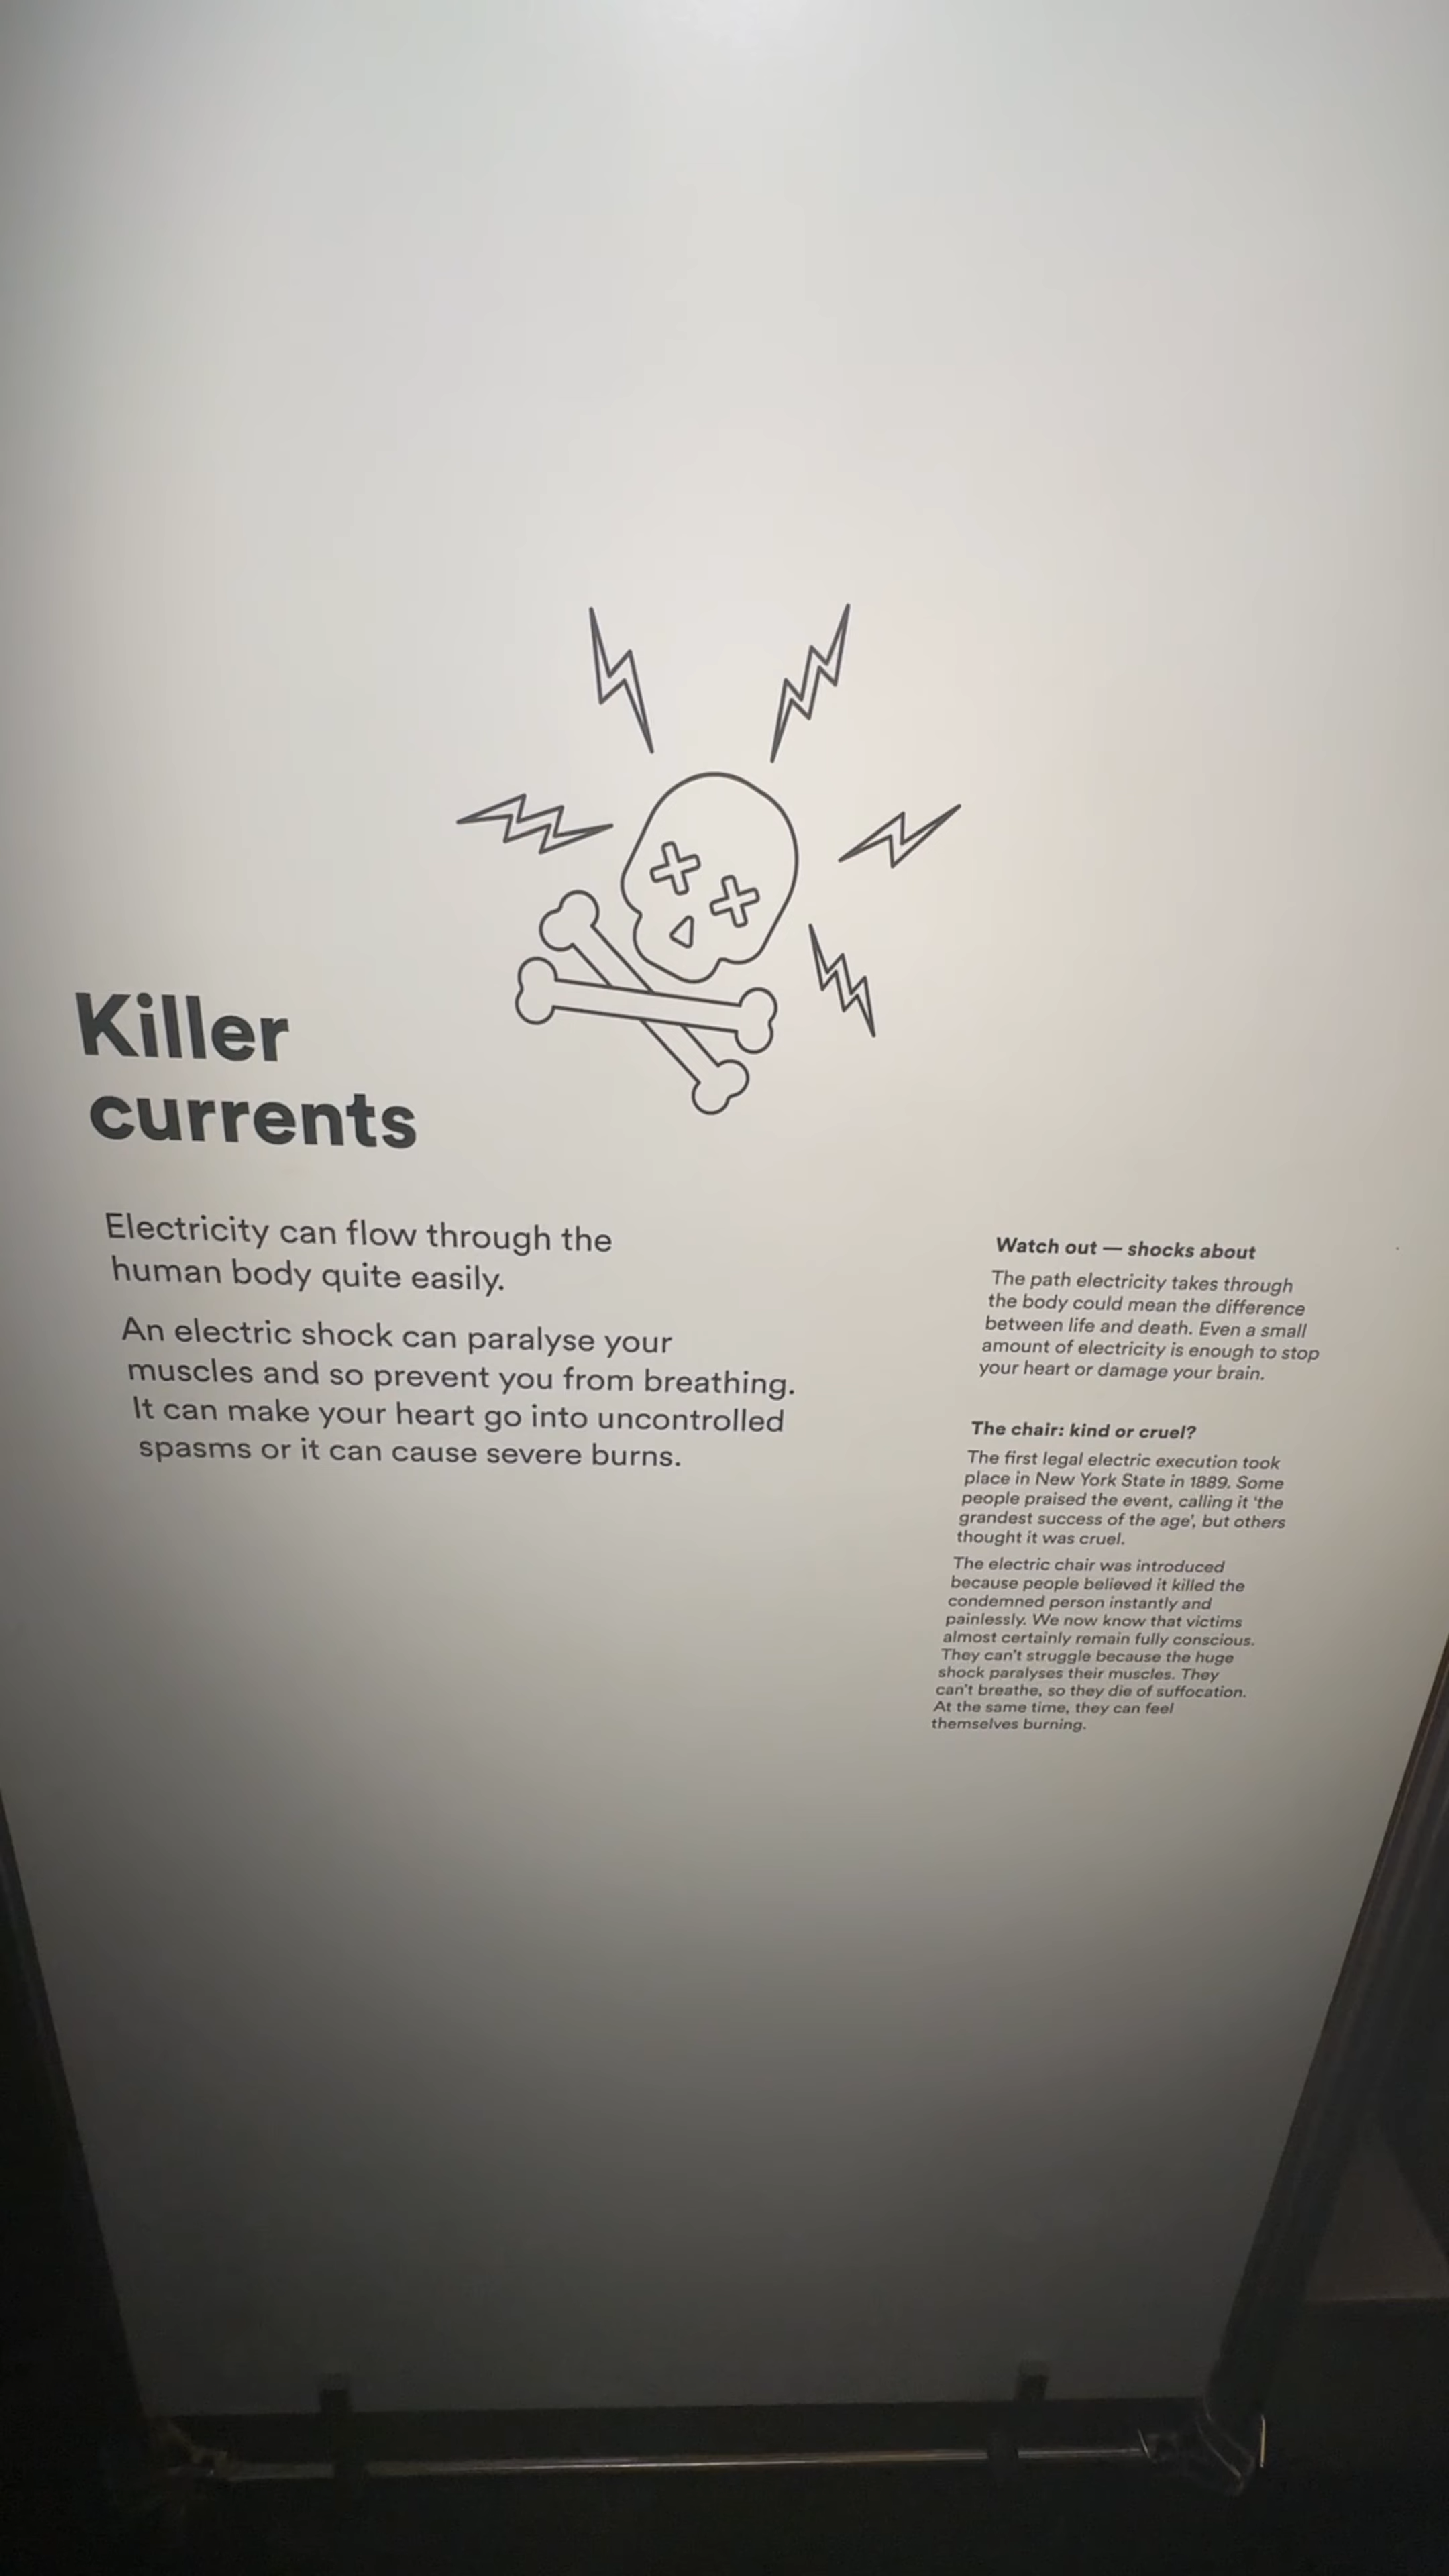 Killer
currents
Electricity can flow through the
human body quite easily.
An electric shock can paralyse your
muscles and so prevent you from breathing.
It can make your heart go into uncontrolled
spasms or it can cause severe burns.
Watch out — shocks about
The path electricity takes through
the body could mean the difference
between life and death. Even a small
amount of electricity is enough to stop
your heart or damage your brain.
The chair: kind or cruel?
The first legal electric execution took
place in New York State in 1889. Some
people praised the event, calling it ‘the
grandest success of the age’, but others
thought it was cruel.
The electric chair was introduced
because people believed it killed the
condemned person instantly and
painlessly. We now know that victims
almost certainly remain fully conscious.
They can’t struggle because the huge
shock paralyses their muscles. They
can’t breathe, so they die of suffocation.
At the same time, they can feel
themselves burning.